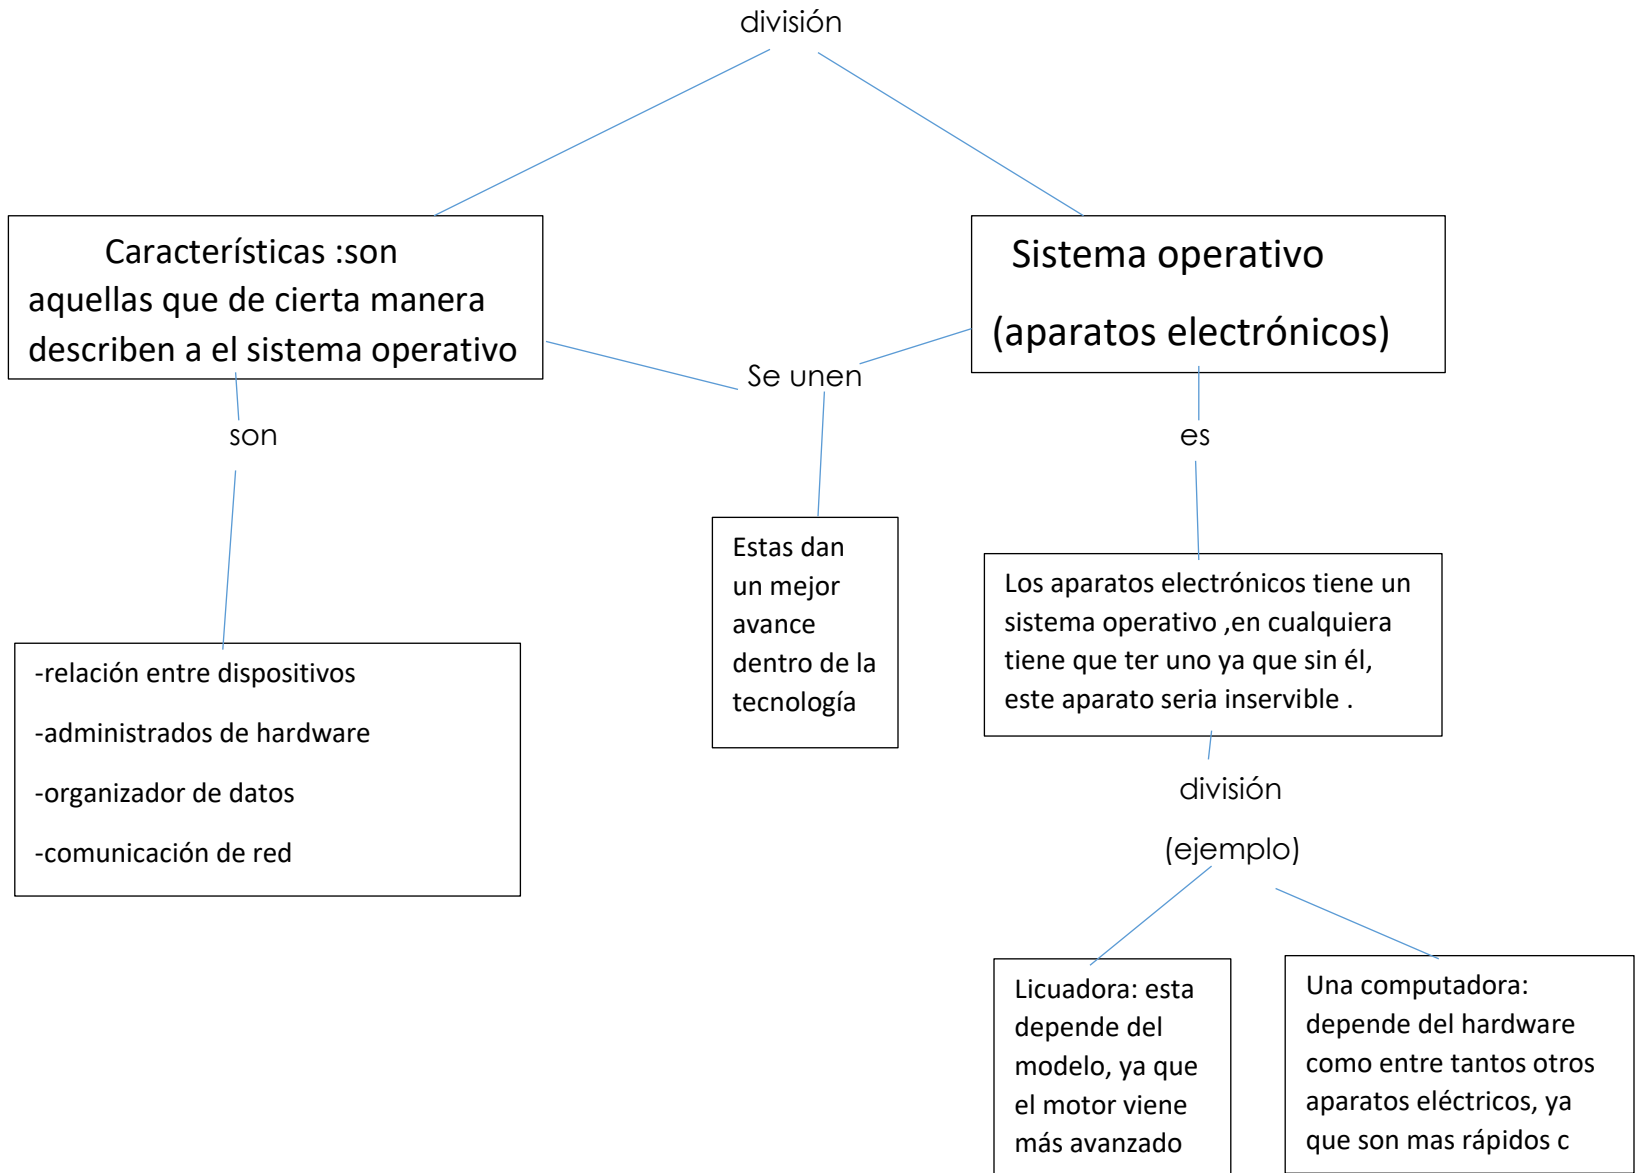 división
Características :son
aquellas que de cierta manera
describen a el sistema operativo
Sistema operativo
(aparatos electrónicos)
Se unen
son
es
Estas dan
un mejor
avance
dentro de la
tecnología
Los aparatos electrónicos tiene un
sistema operativo ,en cualquiera
tiene que ter uno ya que sin él,
este aparato seria inservible .
-relación entre dispositivos
-administrados de hardware
-organizador de datos
-comunicación de red
división
(ejemplo)
Licuadora: esta
depende del
modelo, ya que
el motor viene
más avanzado
Una computadora:
depende del hardware
como entre tantos otros
aparatos eléctricos, ya
que son mas rápidos c